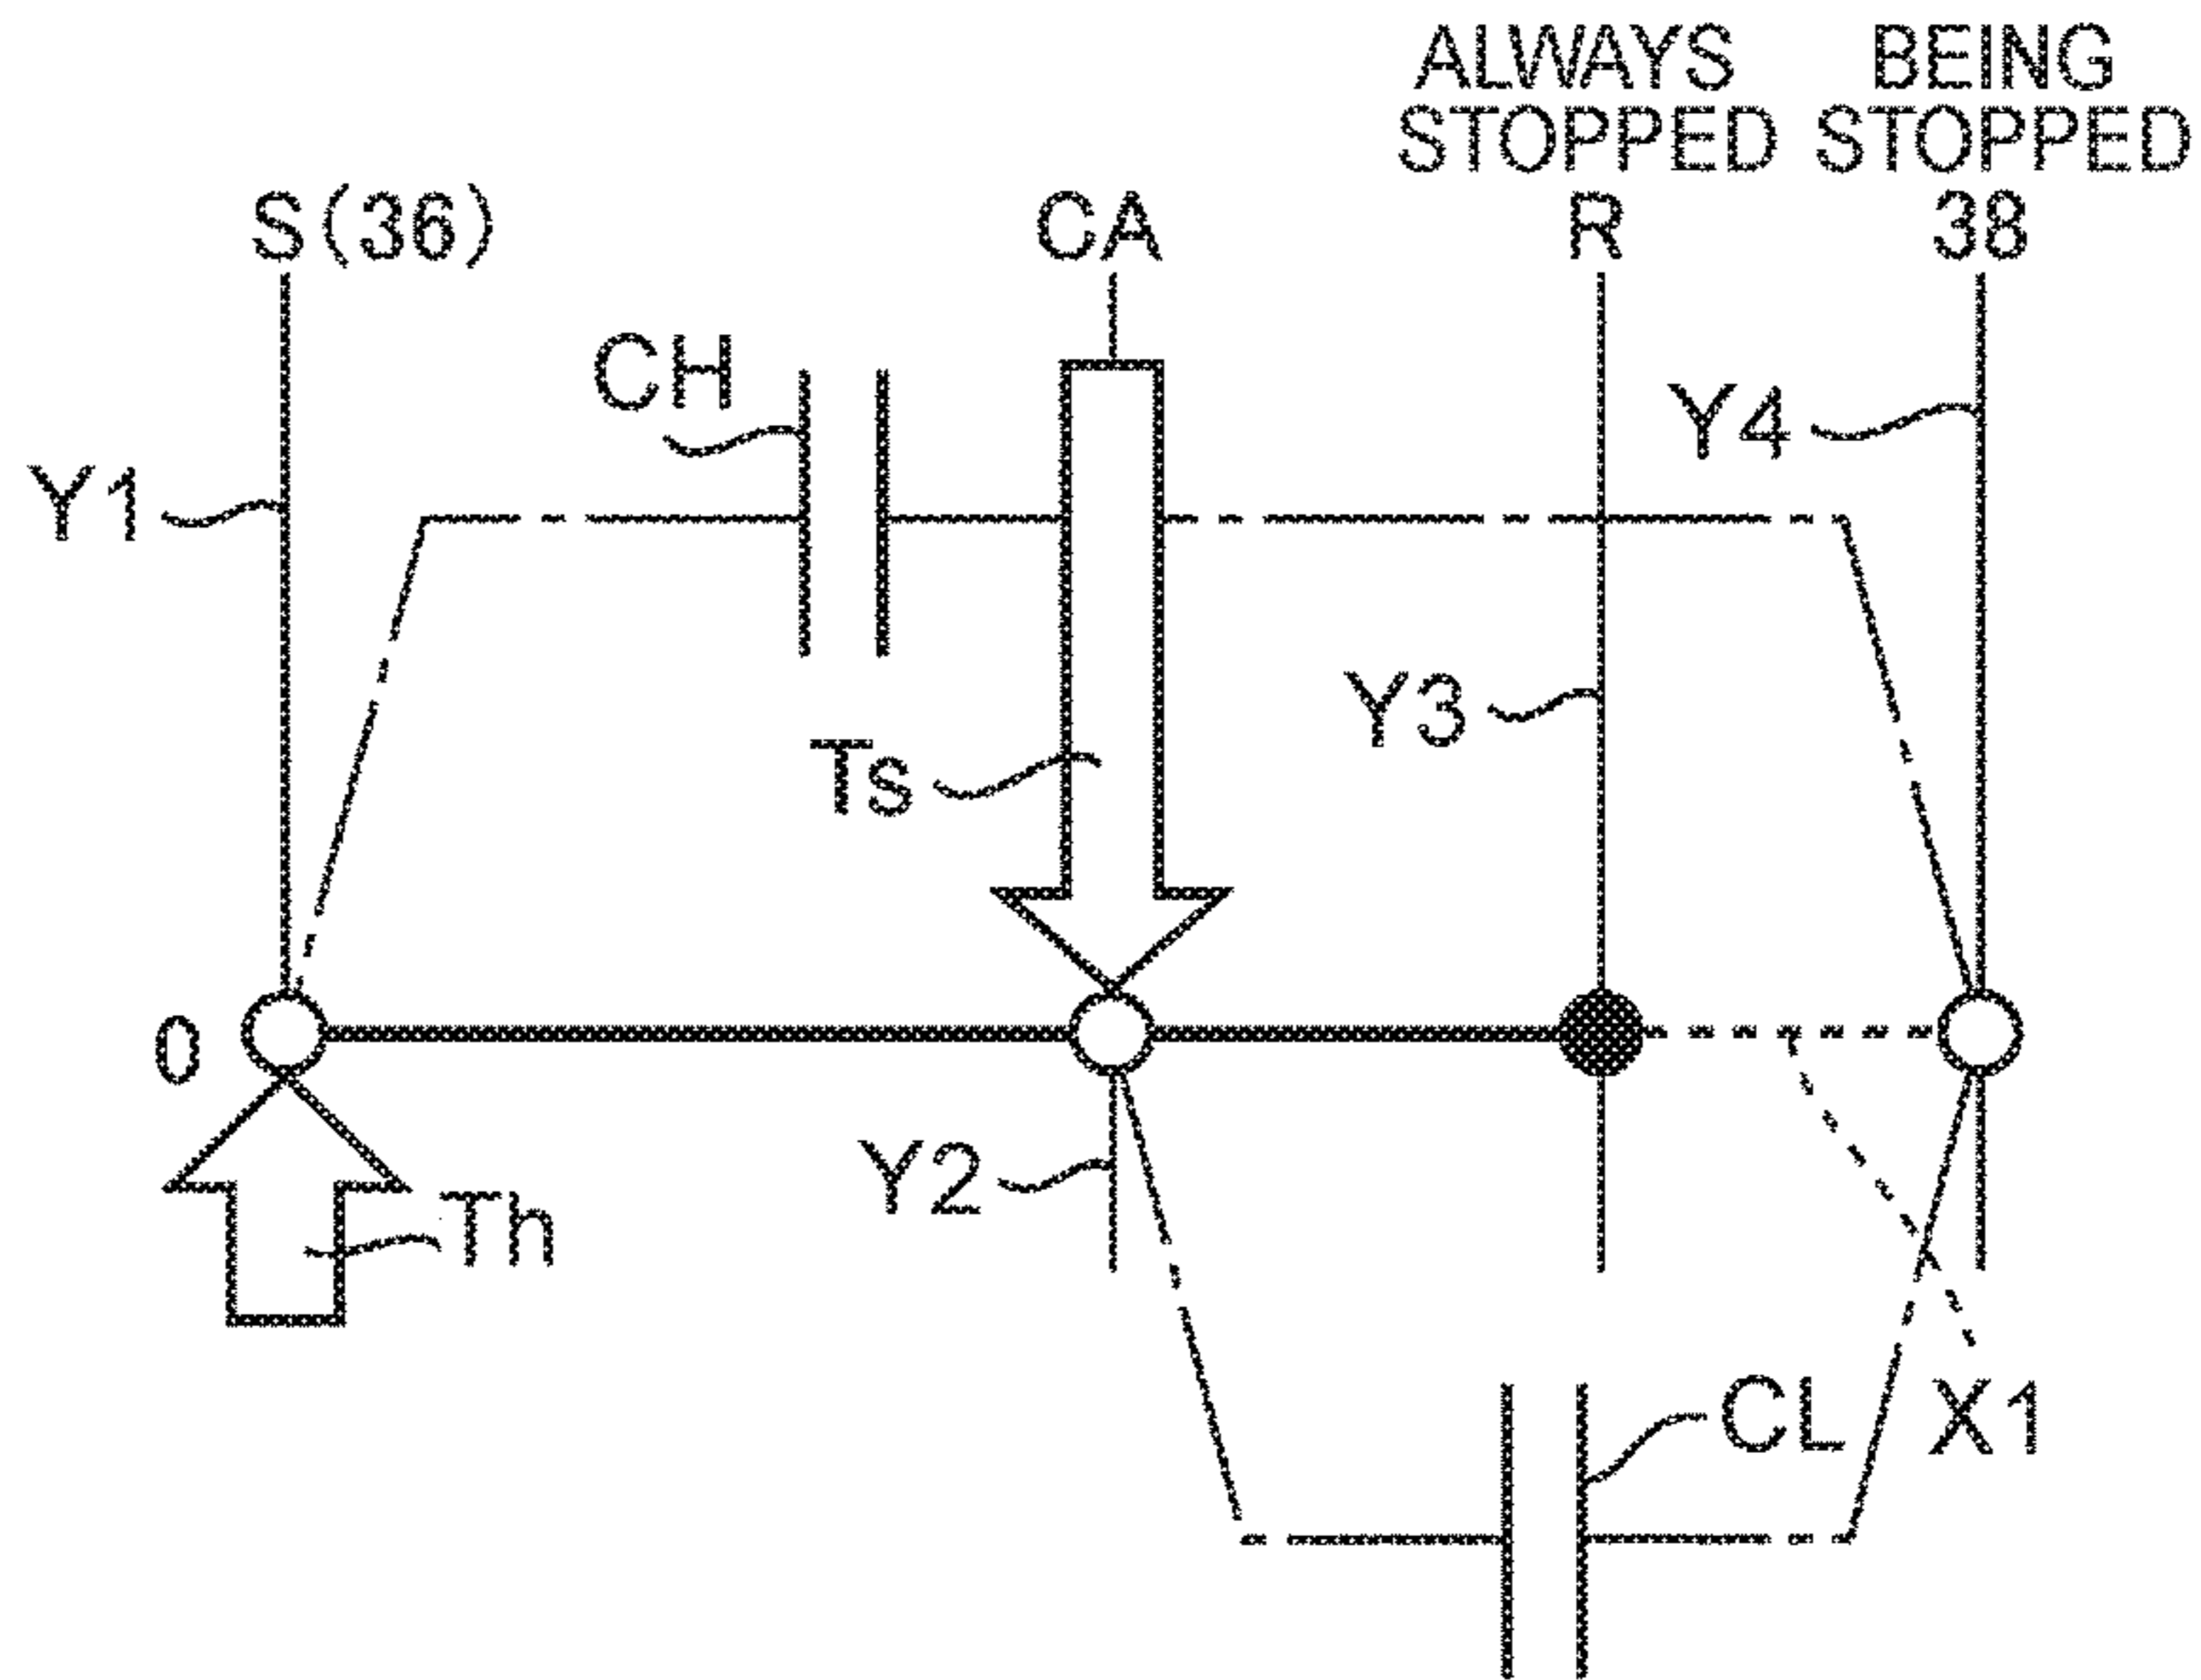 ALWAYS BEING
STOPPED STOPPED
S(36) CA R 38
CH
Y4
Y1
Y3
Ts
0
Y2
Th
CL X1